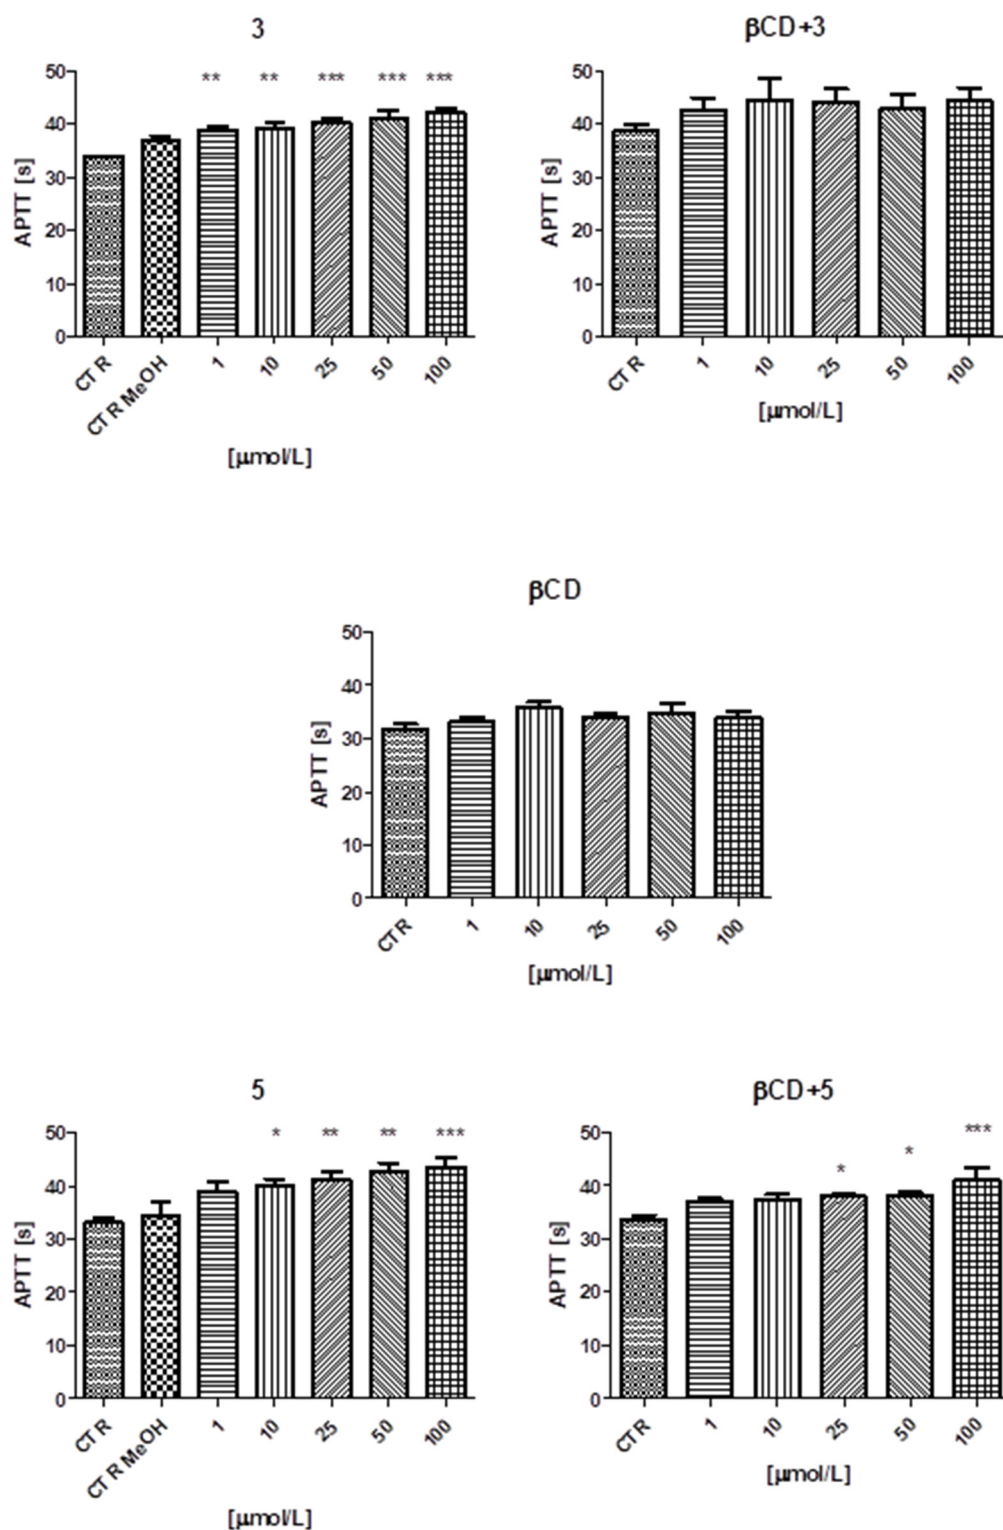 3
** ** *** *** ***
50
40
30
20
10
0
APTT [s]
CTR CTR MeOH 1 10 25 50 100
[μmol/L]
βCD+3
50
40
30
20
10
0
APTT [s]
CTR 1 10 25 50 100
[μmol/L]
βCD
50
40
30
20
10
0
APTT [s]
CTR 1 10 25 50 100
[μmol/L]
5
* ** ** ***
50
40
30
20
10
0
APTT [s]
CTR CTR MeOH 1 10 25 50 100
[μmol/L]
βCD+5
* * ***
50
40
30
20
10
0
APTT [s]
CTR 1 10 25 50 100
[μmol/L]